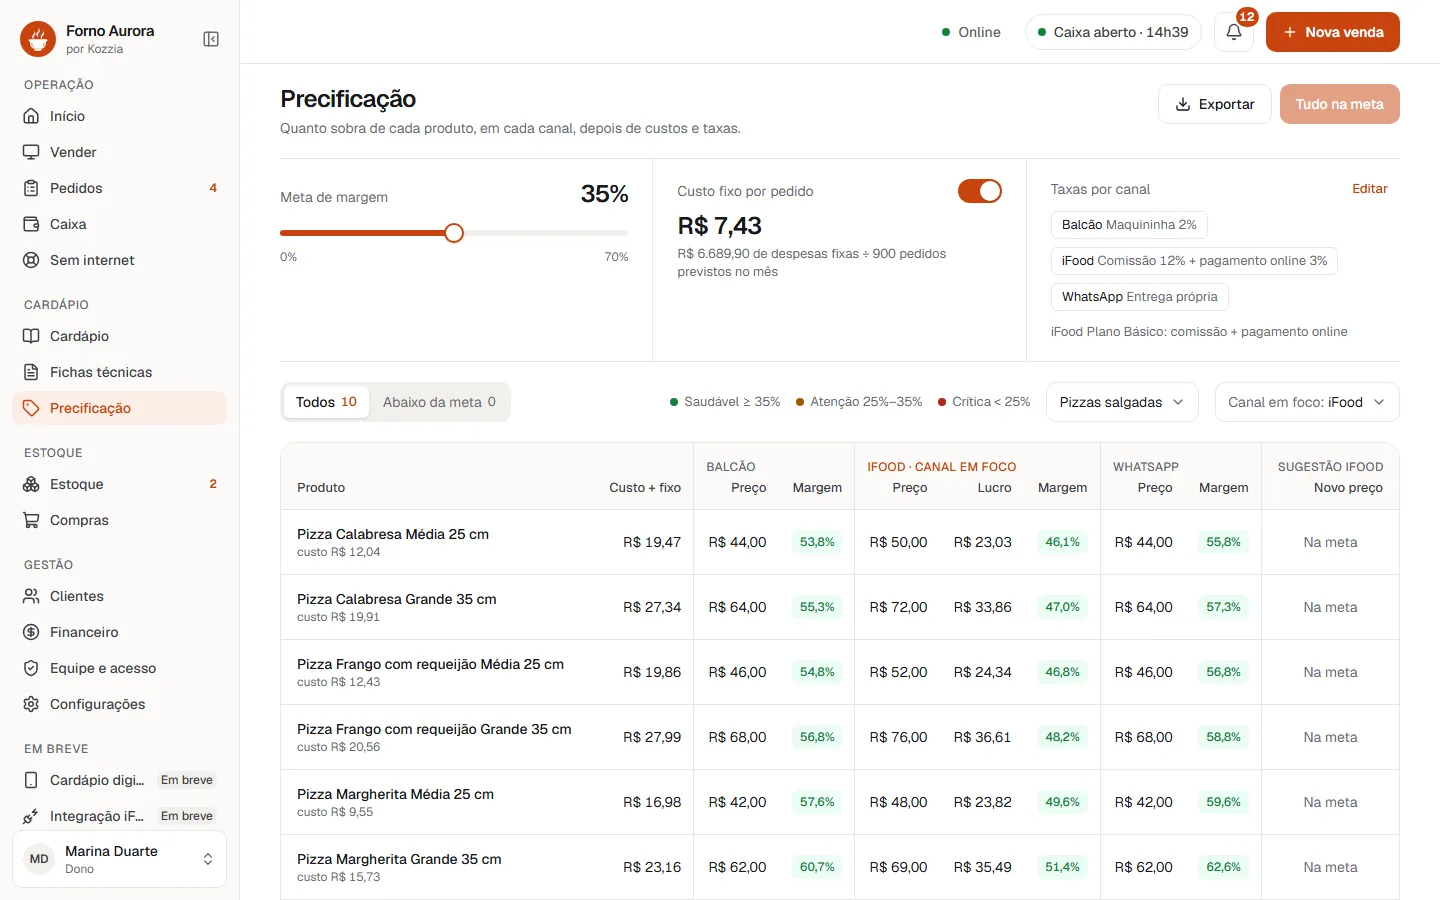 Forno Aurora
por Kozzia
OPERAÇÃO
Início
Vender
Pedidos 4
Caixa
Sem internet
CARDÁPIO
Cardápio
Fichas técnicas
Precificação
ESTOQUE
Estoque 2
Compras
GESTÃO
Clientes
Financeiro
Equipe e acesso
Configurações
EM BREVE
Cardápio digi... Em breve
Integração iF... Em breve
MD Marina Duarte
Dono
Online
Caixa aberto · 14h39
12
+ Nova venda
Precificação
Quanto sobra de cada produto, em cada canal, depois de custos e taxas.
Exportar
Tudo na meta
Meta de margem 35%
0% 70%
Custo fixo por pedido
R$ 7,43
R$ 6.689,90 de despesas fixas ÷ 900 pedidos
previstos no mês
Taxas por canal Editar
Balcão Maquininha 2%
iFood Comissão 12% + pagamento online 3%
WhatsApp Entrega própria
iFood Plano Básico: comissão + pagamento online
Todos 10 Abaixo da meta 0
Saudável ≥ 35% Atenção 25%–35% Crítica < 25%
Pizzas salgadas
Canal em foco: iFood
BALCÃO IFOOD · CANAL EM FOCO WHATSAPP SUGESTÃO IFOOD
Produto Custo + fixo Preço Margem Preço Lucro Margem Preço Margem Novo preço
Pizza Calabresa Média 25 cm
custo R$ 12,04
R$ 19,47 R$ 44,00 53,8% R$ 50,00 R$ 23,03 46,1% R$ 44,00 55,8% Na meta
Pizza Calabresa Grande 35 cm
custo R$ 19,91
R$ 27,34 R$ 64,00 55,3% R$ 72,00 R$ 33,86 47,0% R$ 64,00 57,3% Na meta
Pizza Frango com requeijão Média 25 cm
custo R$ 12,43
R$ 19,86 R$ 46,00 54,8% R$ 52,00 R$ 24,34 46,8% R$ 46,00 56,8% Na meta
Pizza Frango com requeijão Grande 35 cm
custo R$ 20,56
R$ 27,99 R$ 68,00 56,8% R$ 76,00 R$ 36,61 48,2% R$ 68,00 58,8% Na meta
Pizza Margherita Média 25 cm
custo R$ 9,55
R$ 16,98 R$ 42,00 57,6% R$ 48,00 R$ 23,82 49,6% R$ 42,00 59,6% Na meta
Pizza Margherita Grande 35 cm
custo R$ 15,73
R$ 23,16 R$ 62,00 60,7% R$ 69,00 R$ 35,49 51,4% R$ 62,00 62,6% Na meta